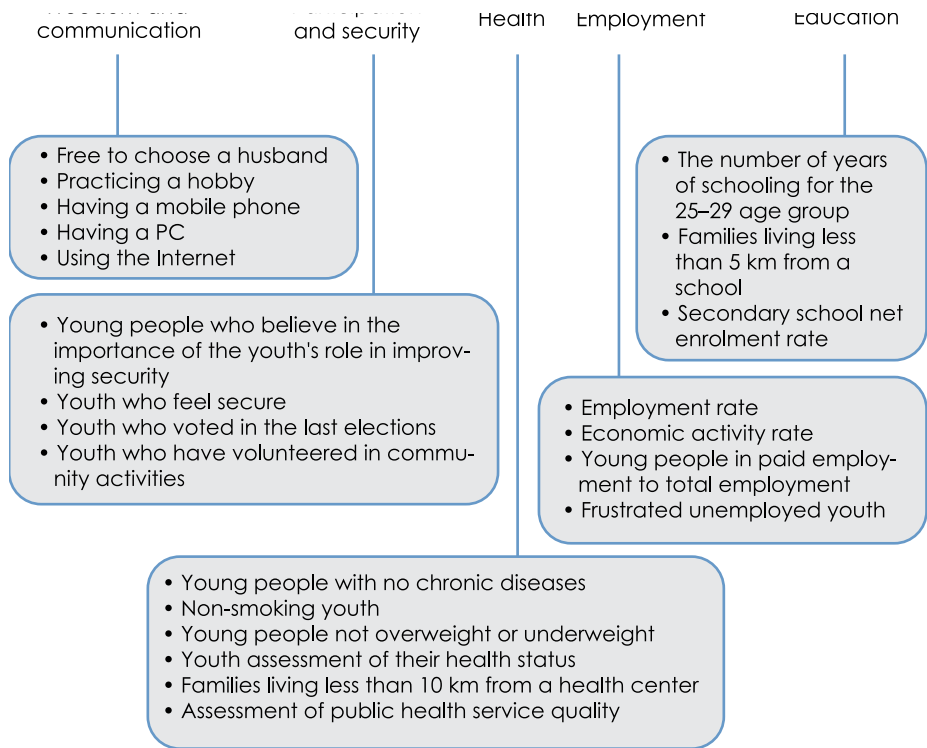 communication
and security
Health
Employment
Education
• Free to choose a husband
• Practicing a hobby
• Having a mobile phone
• Having a PC
• Using the Internet
• The number of years
of schooling for the
25–29 age group
• Families living less
than 5 km from a
school
• Secondary school net
enrolment rate
• Young people who believe in the
importance of the youth's role in improv-
ing security
• Youth who feel secure
• Youth who voted in the last elections
• Youth who have volunteered in commu-
nity activities
• Employment rate
• Economic activity rate
• Young people in paid employ-
ment to total employment
• Frustrated unemployed youth
• Young people with no chronic diseases
• Non-smoking youth
• Young people not overweight or underweight
• Youth assessment of their health status
• Families living less than 10 km from a health center
• Assessment of public health service quality